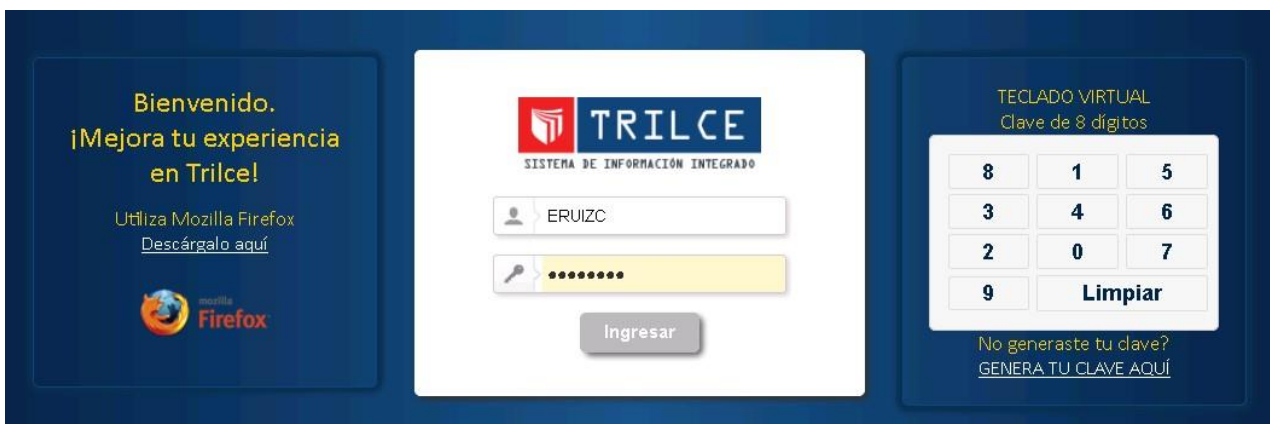 Bienvenido.
¡Mejora tu experiencia
en Trilce!
Utiliza Mozilla Firefox
Descárgalo aquí
mozilla
Firefox
TRILCE
SISTEMA DE INFORMACIÓN INTEGRADO
ERUIZC
••••••••
Ingresar
TECLADO VIRTUAL
Clave de 8 dígitos
8 1 5
3 4 6
2 0 7
9 Limpiar
No generaste tu clave?
GENERA TU CLAVE AQUÍ